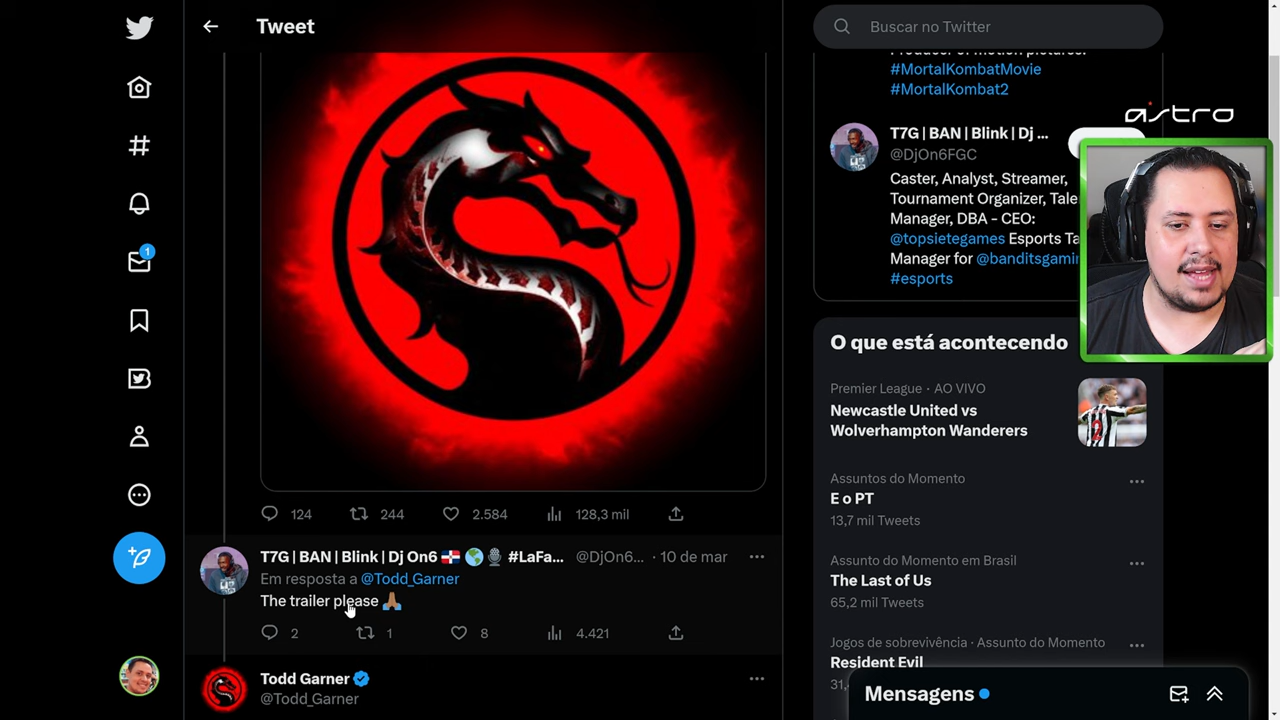 Tweet
124 244 2.584 128,3 mil
T7G | BAN | Blink | Dj On6 #LaFa... @DjOn6... · 10 de mar
Em resposta a @Todd_Garner
The trailer please
2 1 8 4.421
Todd Garner
@Todd_Garner
1
Buscar no Twitter
Producer of motion pictures.
#MortalKombatMovie
#MortalKombat2
T7G | BAN | Blink | Dj ...
@DjOn6FGC
Caster, Analyst, Streamer,
Tournament Organizer, Tale
Manager, DBA - CEO:
@topsietegames Esports Ta
Manager for @banditsgamin
#esports
astro
O que está acontecendo
Premier League · AO VIVO
Newcastle United vs
Wolverhampton Wanderers
Assuntos do Momento
E o PT
13,7 mil Tweets
Assunto do Momento em Brasil
The Last of Us
65,2 mil Tweets
Jogos de sobrevivência · Assunto do Momento
Resident Evil
Mensagens